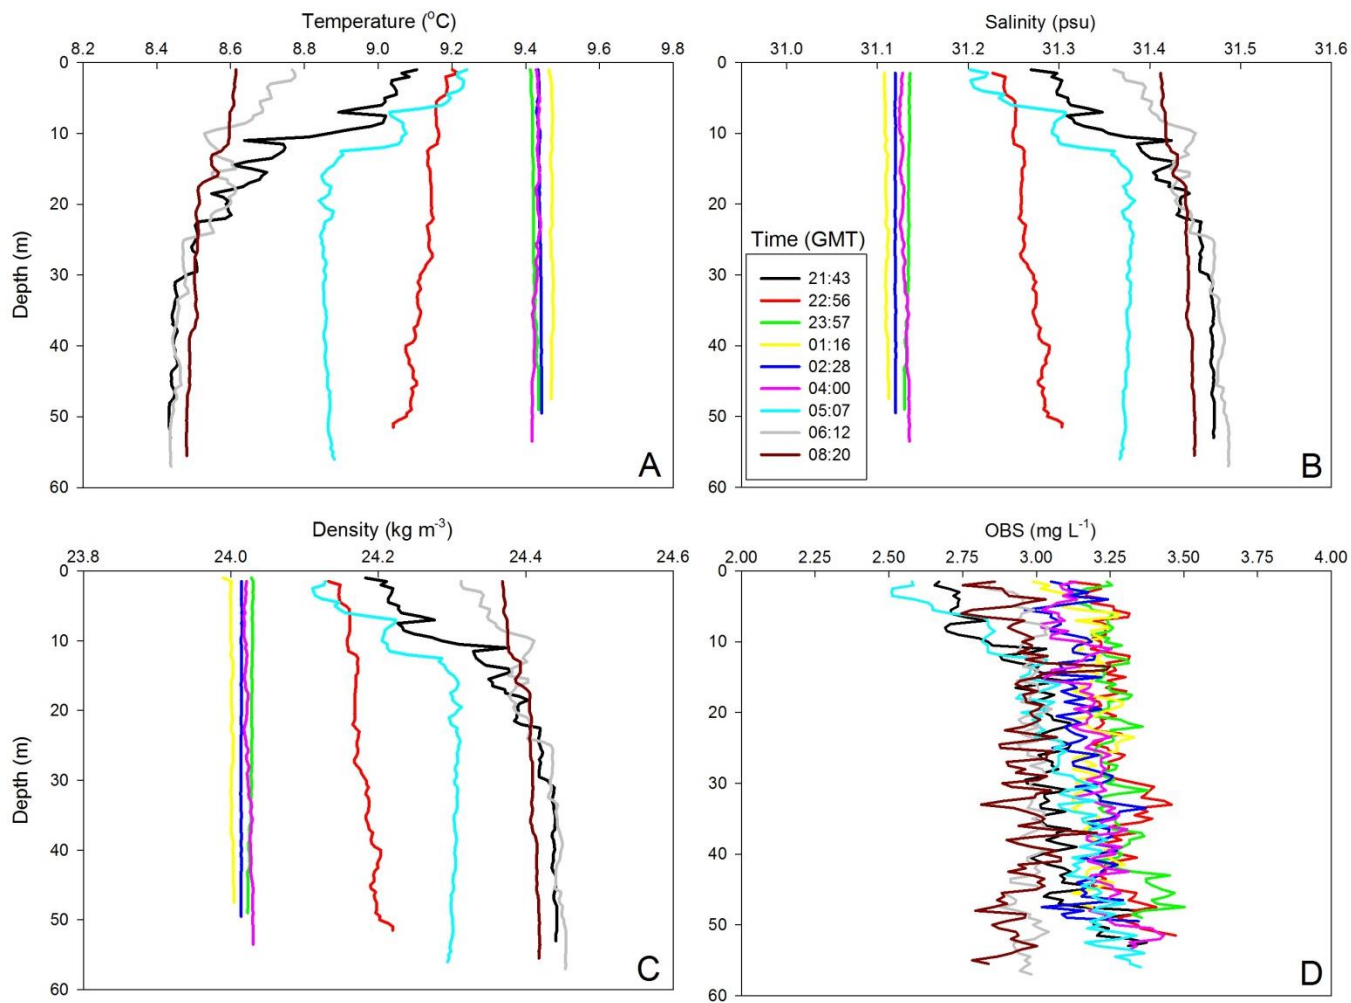 Temperature (°C)
8.2 8.4 8.6 8.8 9.0 9.2 9.4 9.6 9.8
Depth (m)
0
10
20
30
40
50
60
A
Salinity (psu)
31.0 31.1 31.2 31.3 31.4 31.5 31.6
0
10
20
30
40
50
60
Time (GMT)
21:43
22:56
23:57
01:16
02:28
04:00
05:07
06:12
08:20
B
Density (kg m⁻³)
23.8 24.0 24.2 24.4 24.6
Depth (m)
0
10
20
30
40
50
60
C
OBS (mg L⁻¹)
2.00 2.25 2.50 2.75 3.00 3.25 3.50 3.75 4.00
0
10
20
30
40
50
60
D